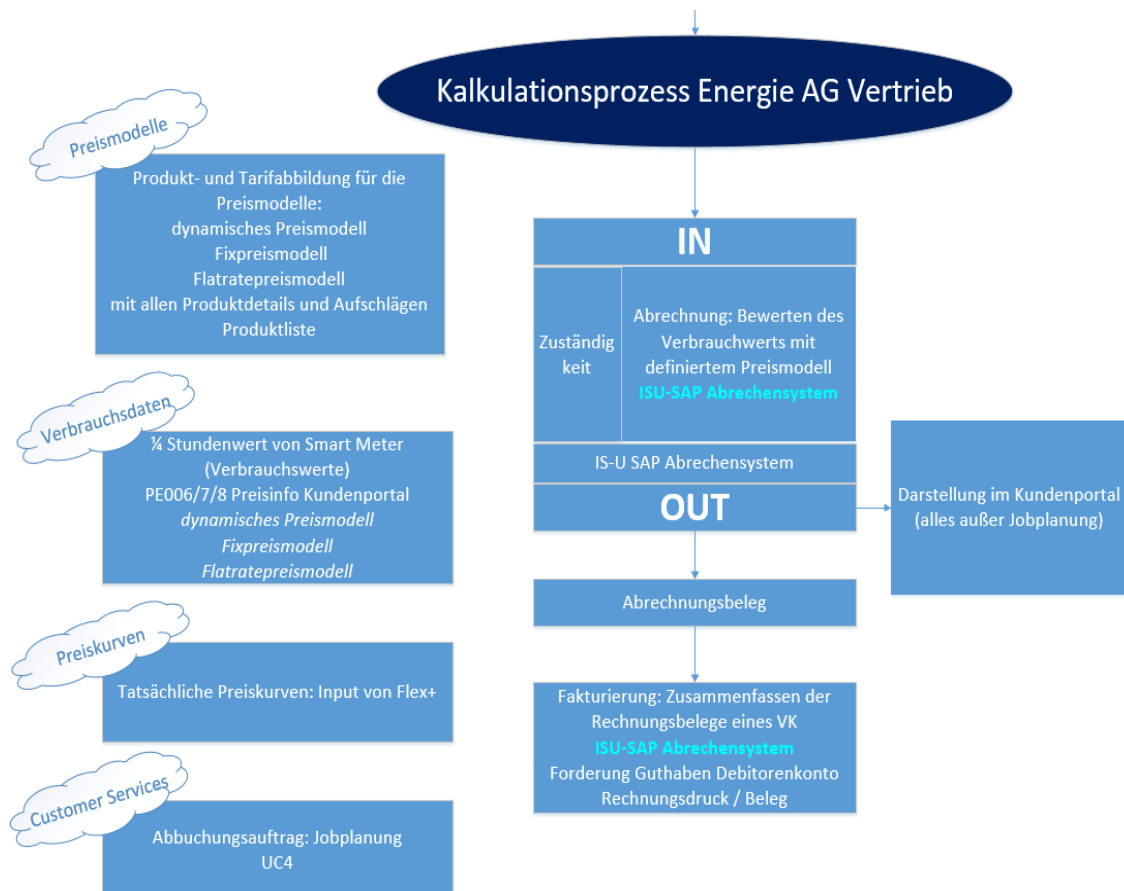 Kalkulationsprozess Energie AG Vertrieb
Preismodelle
Produkt- und Tarifabbildung für die
Preismodelle:
dynamisches Preismodell
Fixpreismodell
Flatratepreismodell
mit allen Produktdetails und Aufschlägen
Produktliste
Verbrauchsdaten
¼ Stundenwert von Smart Meter
(Verbrauchswerte)
PE006/7/8 Preisinfo Kundenportal
dynamisches Preismodell
Fixpreismodell
Flatratepreismodell
Preiskurven
Tatsächliche Preiskurven: Input von Flex+
Customer Services
Abbuchungsauftrag: Jobplanung
UC4
IN
Zuständig
keit
Abrechnung: Bewerten des
Verbrauchwerts mit
definiertem Preismodell
ISU-SAP Abrechensystem
IS-U SAP Abrechensystem
OUT
Darstellung im Kundenportal
(alles außer Jobplanung)
Abrechnungsbeleg
Fakturierung: Zusammenfassen der
Rechnungsbelege eines VK
ISU-SAP Abrechensystem
Forderung Guthaben Debitorenkonto
Rechnungsdruck / Beleg